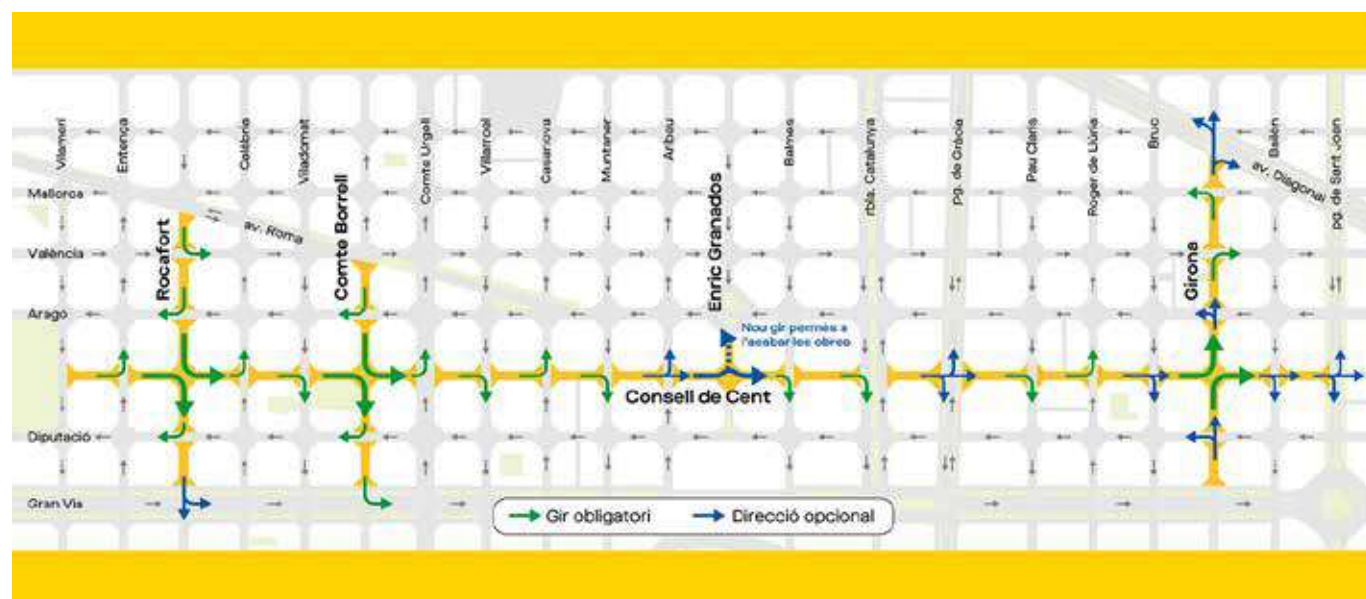 Vilamarí
Entença
Calàbria
Viladomat
Comte Urgell
Villarroel
Casanova
Muntaner
Aribau
Balmes
rbla. Catalunya
pg. de Gràcia
Pau Claris
Roger de Llúria
Bruc
Bailèn
pg. de Sant Joan
av. Diagonal
Mallorca
av. Roma
València
Rocafort
Comte Borrell
Enric Granados
Girona
Aragó
Nou gir permès a
l'acabar les obres
Consell de Cent
Diputació
Gran Via
Gir obligatori
Direcció opcional